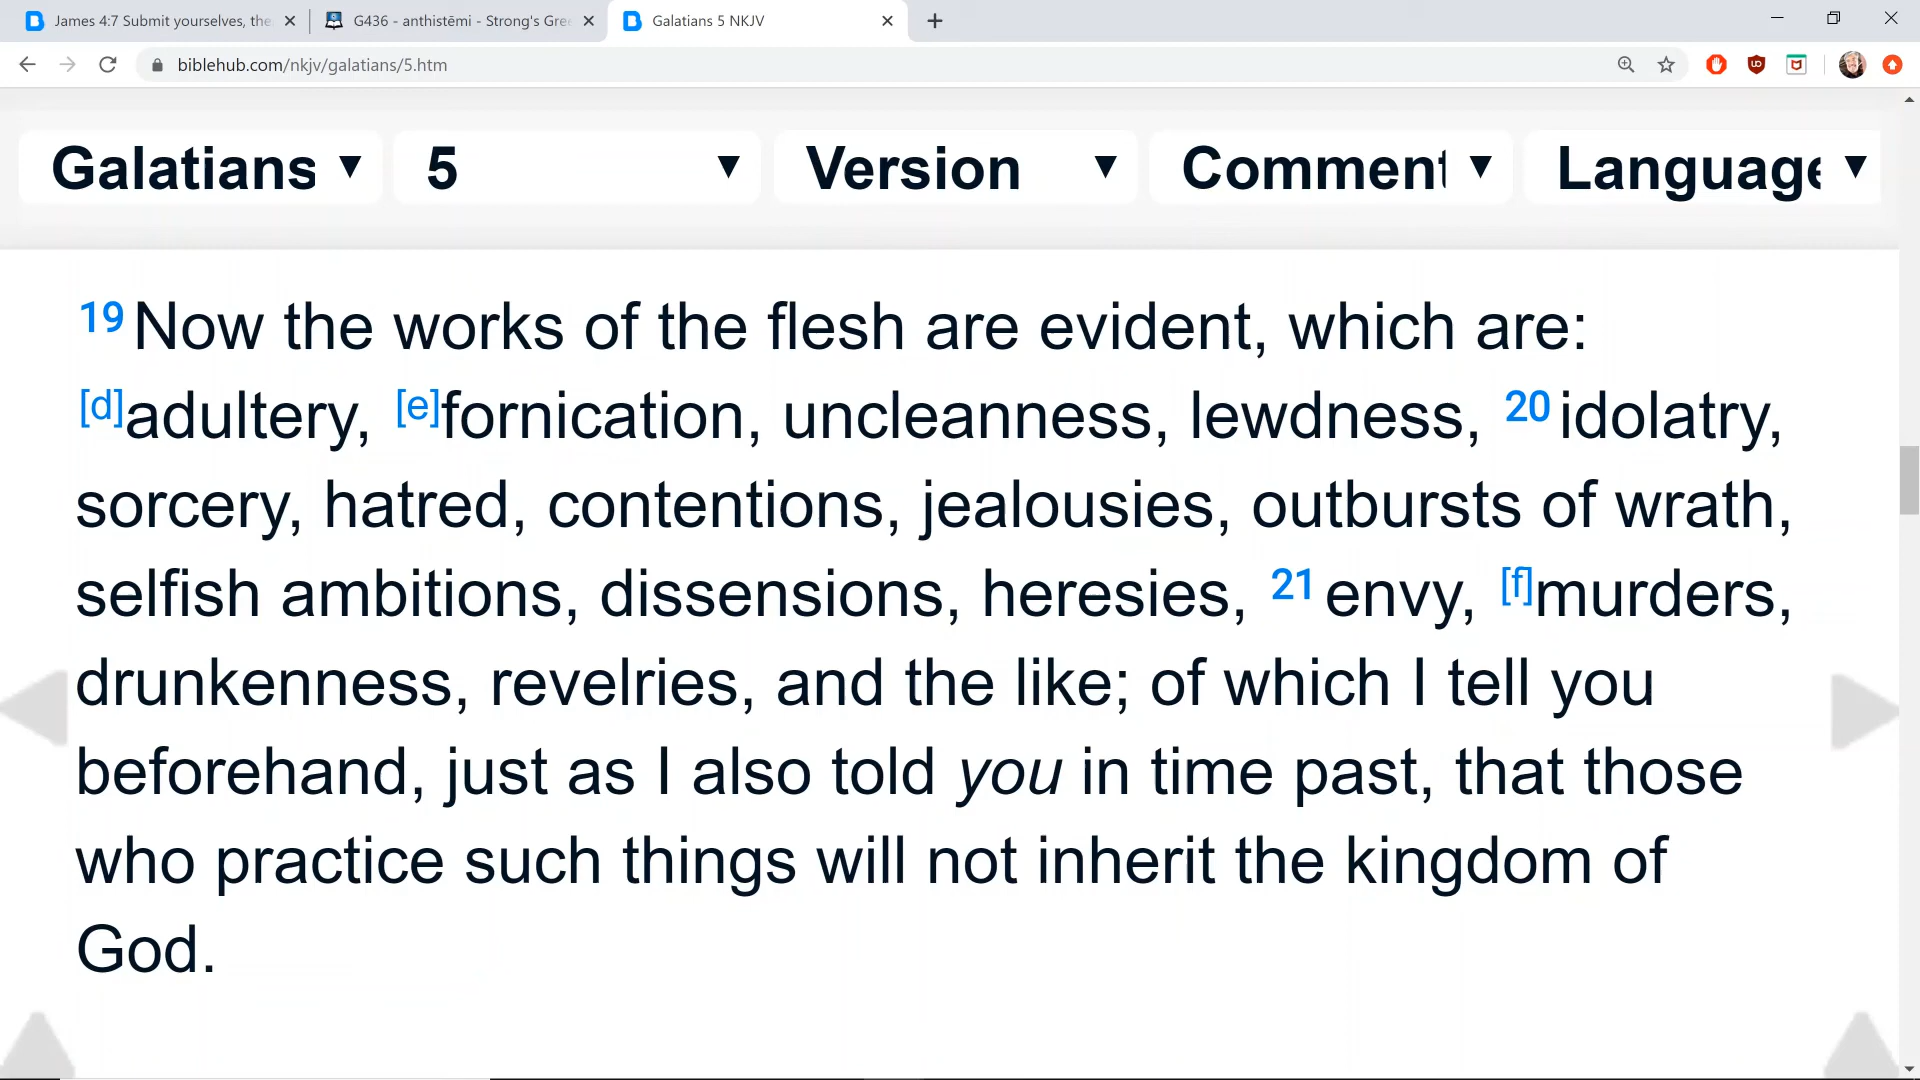 James 4:7 Submit yourselves, the
G436 - anthistēmi - Strong's Gree
Galatians 5 NKJV
biblehub.com/nkjv/galatians/5.htm
Galatians 5 Version Comment Language
19 Now the works of the flesh are evident, which are:
[d]adultery, [e]fornication, uncleanness, lewdness, 20 idolatry,
sorcery, hatred, contentions, jealousies, outbursts of wrath,
selfish ambitions, dissensions, heresies, 21 envy, [f]murders,
drunkenness, revelries, and the like; of which I tell you
beforehand, just as I also told you in time past, that those
who practice such things will not inherit the kingdom of
God.